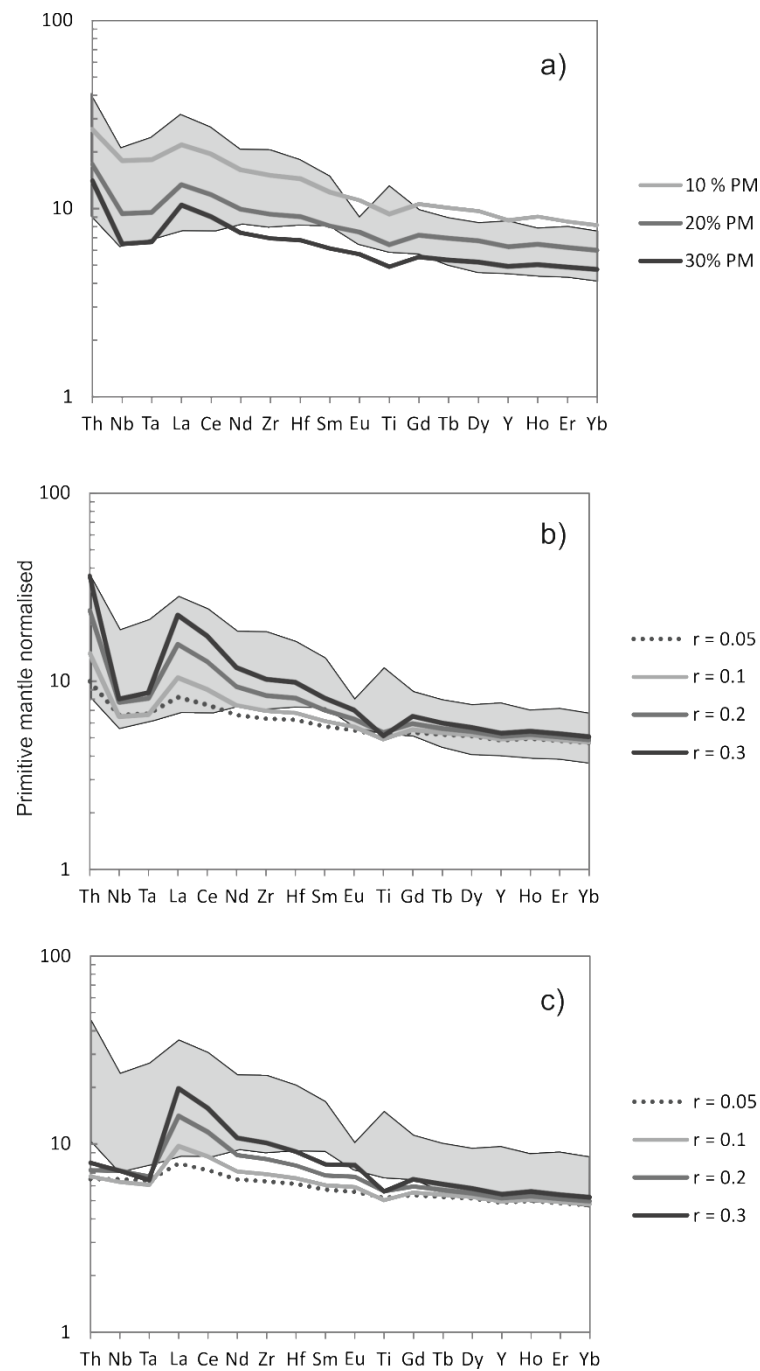 100
a)
10
1
Th Nb Ta La Ce Nd Zr Hf Sm Eu Ti Gd Tb Dy Y Ho Er Yb
10 % PM
20% PM
30% PM
Primitive mantle normalised
100
b)
10
1
Th Nb Ta La Ce Nd Zr Hf Sm Eu Ti Gd Tb Dy Y Ho Er Yb
r = 0.05
r = 0.1
r = 0.2
r = 0.3
100
c)
10
1
Th Nb Ta La Ce Nd Zr Hf Sm Eu Ti Gd Tb Dy Y Ho Er Yb
r = 0.05
r = 0.1
r = 0.2
r = 0.3